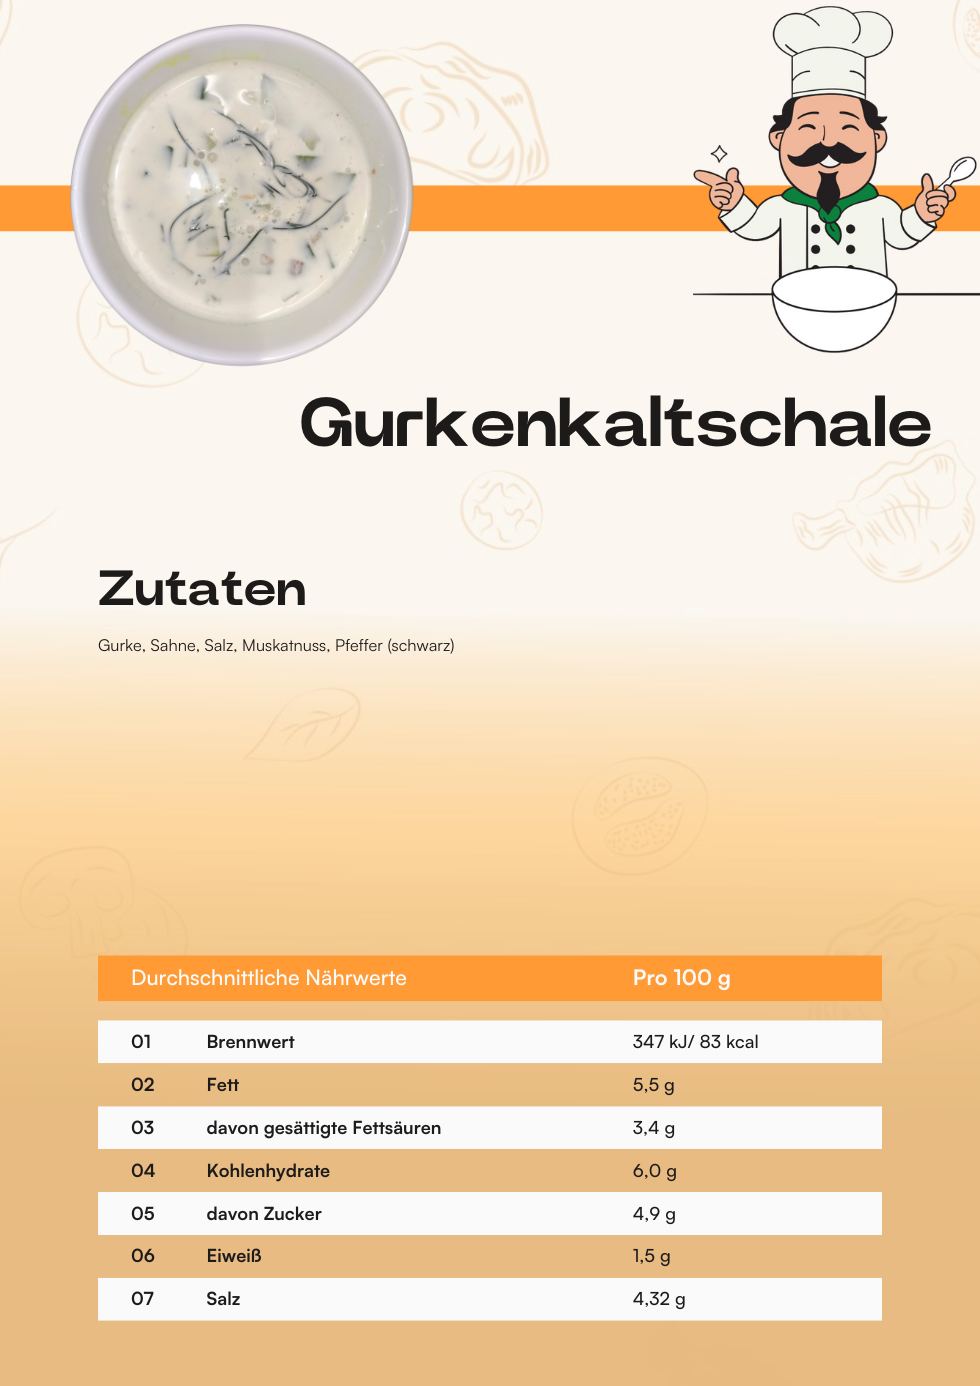 Gurkenkaltschale
Zutaten
Gurke, Sahne, Salz, Muskatnuss, Pfeffer (schwarz)
Durchschnittliche Nährwerte Pro 100 g
01 Brennwert 347 kJ/ 83 kcal
02 Fett 5,5 g
03 davon gesättigte Fettsäuren 3,4 g
04 Kohlenhydrate 6,0 g
05 davon Zucker 4,9 g
06 Eiweiß 1,5 g
07 Salz 4,32 g